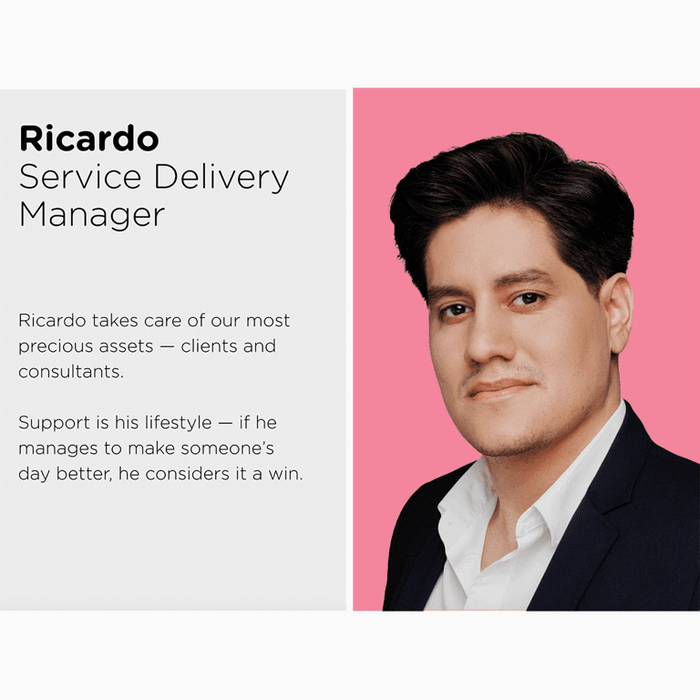 Ricardo
Service Delivery
Manager
Ricardo takes care of our most
precious assets — clients and
consultants.
Support is his lifestyle — if he
manages to make someone’s
day better, he considers it a win.